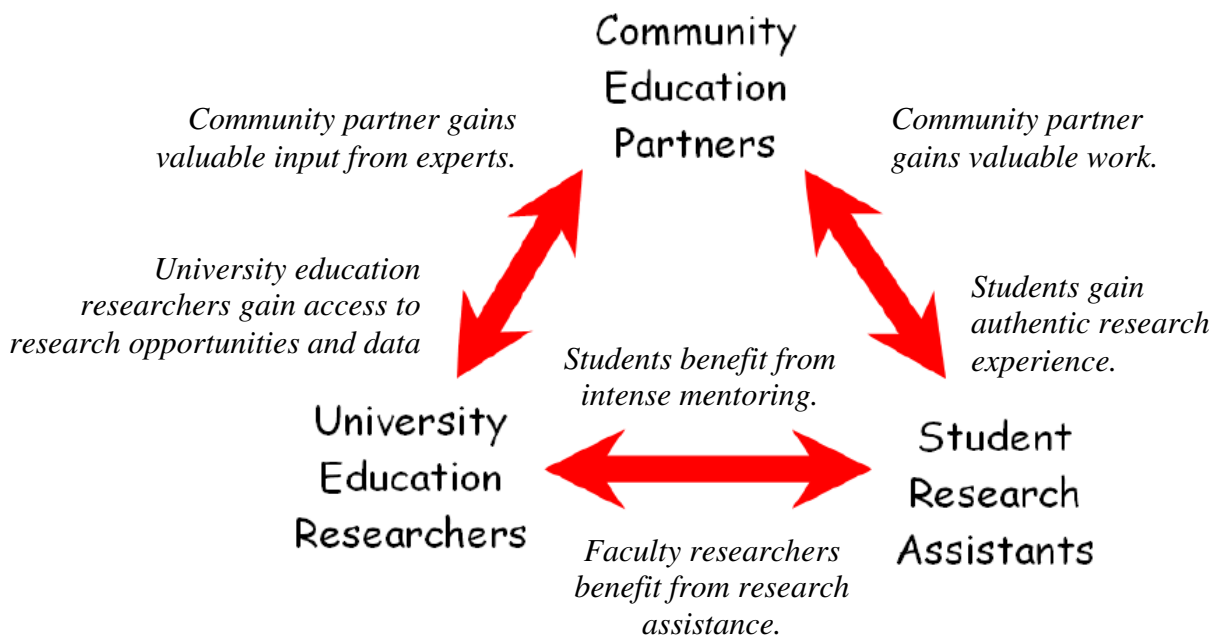 Community
Education
Partners
Community partner gains
valuable input from experts.
Community partner
gains valuable work.
University education
researchers gain access to
research opportunities and data
Students gain
authentic research
experience.
Students benefit from
intense mentoring.
University
Education
Researchers
Student
Research
Assistants
Faculty researchers
benefit from research
assistance.